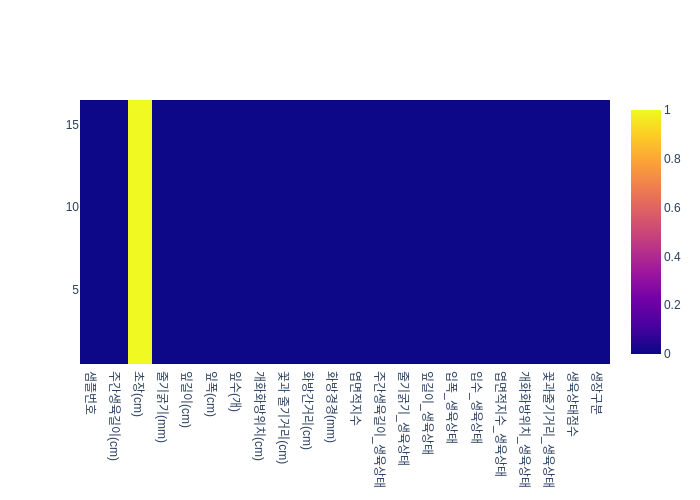 15
10
5
1
0.8
0.6
0.4
0.2
0
샘플번호
주간생육길이(cm)
초장(cm)
줄기굵기(mm)
잎길이(cm)
잎폭(cm)
잎수(개)
개화화방위치(cm)
꽃과 줄기거리(cm)
화방간거리(cm)
화방경경(mm)
엽면적지수
주간생육길이_생육상태
줄기굵기_생육상태
잎길이_생육상태
잎폭_생육상태
잎수_생육상태
엽면적지수_생육상태
개화화방위치_생육상태
꽃과줄기거리_생육상태
생육상태점수
생장구분